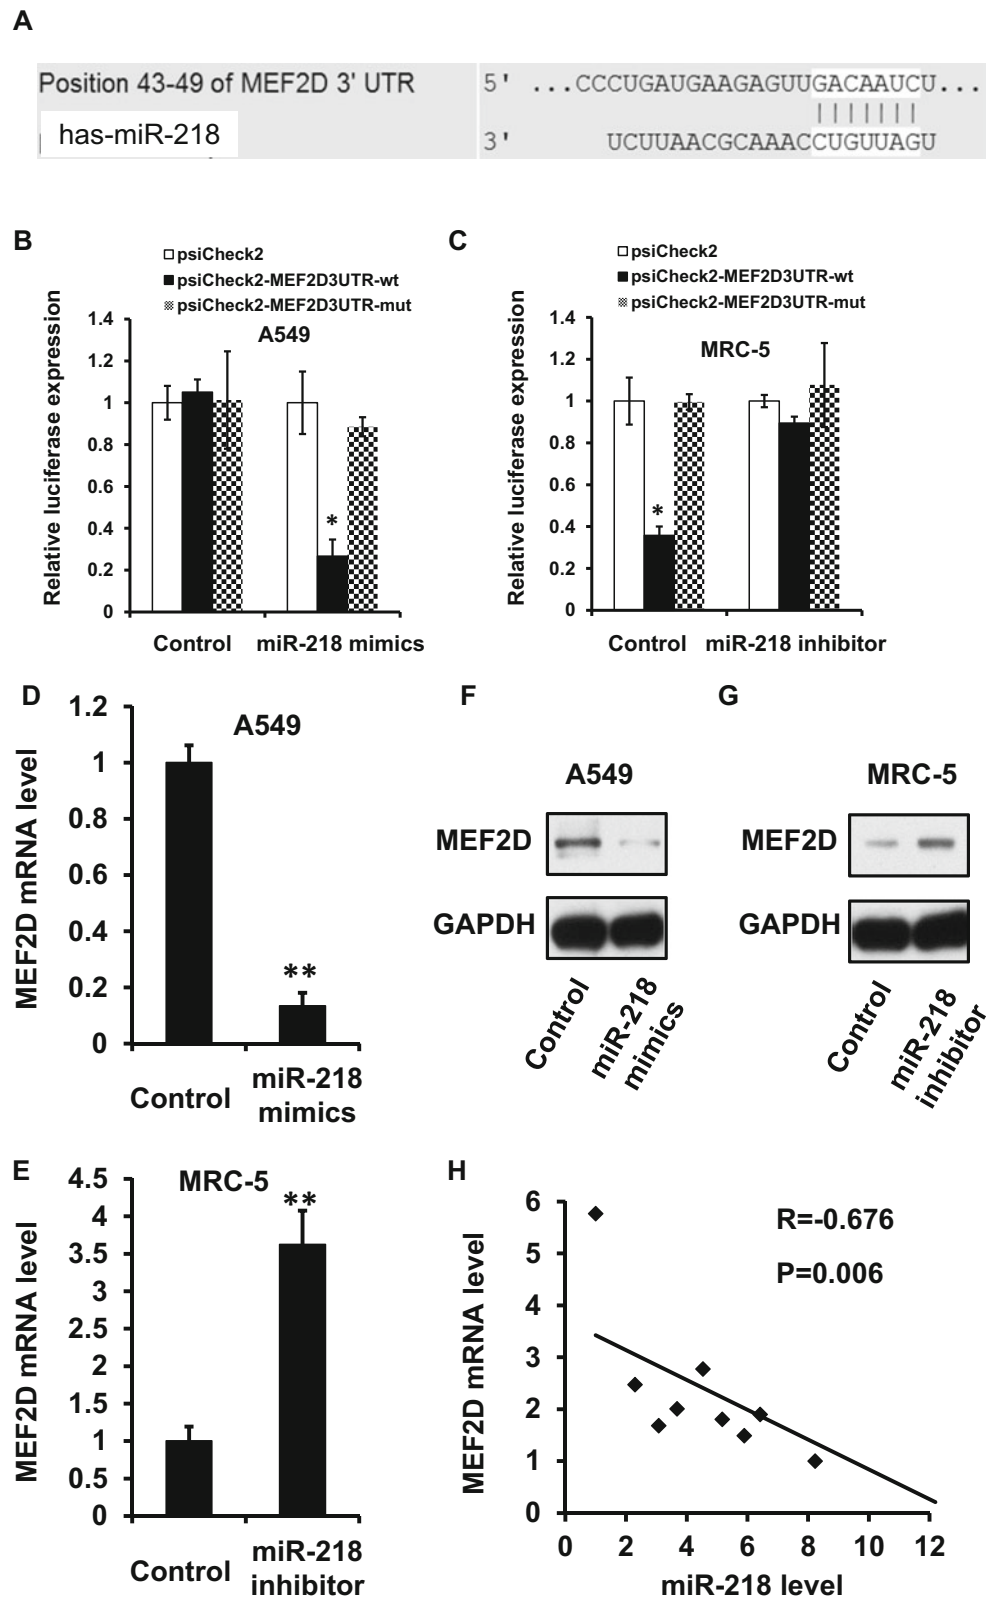 A
Position 43-49 of MEF2D 3' UTR
5' ...CCCUGAUGAAGAGUUGACAAUCU...
has-miR-218
3' UCUUAACGCAAACCUGUUAGU
B
psiCheck2
psiCheck2-MEF2D3UTR-wt
psiCheck2-MEF2D3UTR-mut
A549
Relative luciferase expression
1.4
1.2
1
0.8
0.6
0.4
0.2
0
*
Control
miR-218 mimics
C
psiCheck2
psiCheck2-MEF2D3UTR-wt
psiCheck2-MEF2D3UTR-mut
MRC-5
Relative luciferase expression
1.4
1.2
1
0.8
0.6
0.4
0.2
0
*
Control
miR-218 inhibitor
D
A549
MEF2D mRNA level
1.2
1
0.8
0.6
0.4
0.2
0
**
Control
miR-218
mimics
F
A549
MEF2D
GAPDH
Control
miR-218
mimics
G
MRC-5
MEF2D
GAPDH
Control
miR-218
inhibitor
E
MRC-5
MEF2D mRNA level
4.5
4
3.5
3
2.5
2
1.5
1
0.5
0
**
Control
miR-218
inhibitor
H
R=-0.676
P=0.006
MEF2D mRNA level
6
5
4
3
2
1
0
0 2 4 6 8 10 12
miR-218 level